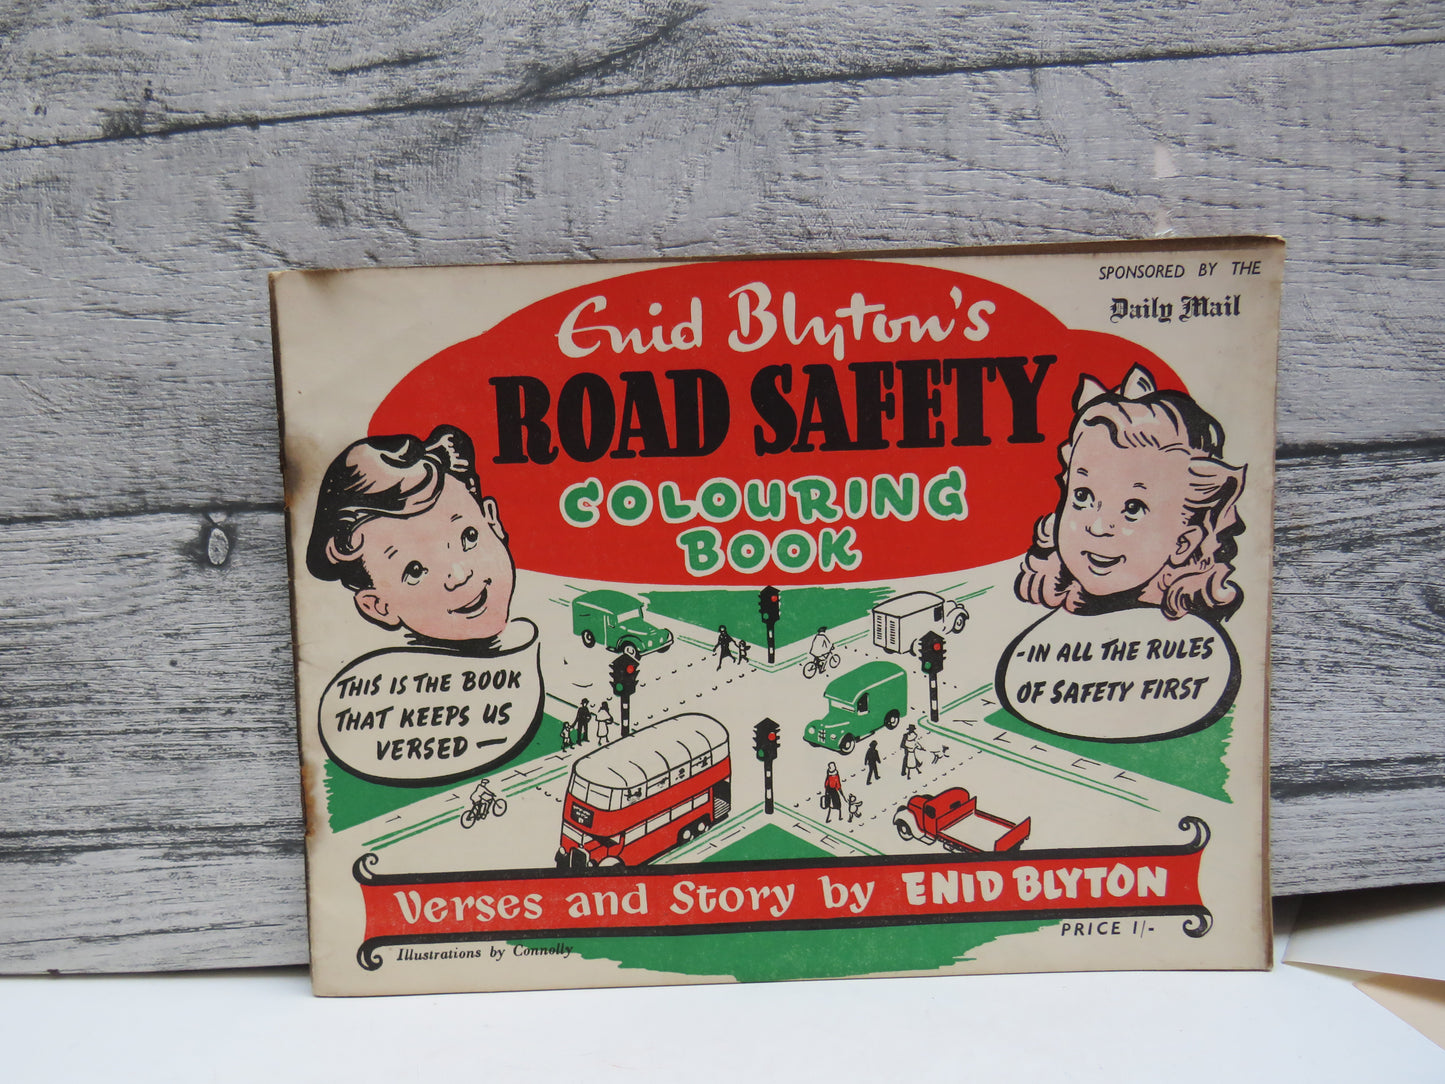 SPONSORED BY THE
Daily Mail
Enid Blyton's
ROAD SAFETY
COLOURING
BOOK
THIS IS THE BOOK
THAT KEEPS US
VERSED —
-IN ALL THE RULES
OF SAFETY FIRST
Verses and Story by ENID BLYTON
Illustrations by Connolly
PRICE 1/-